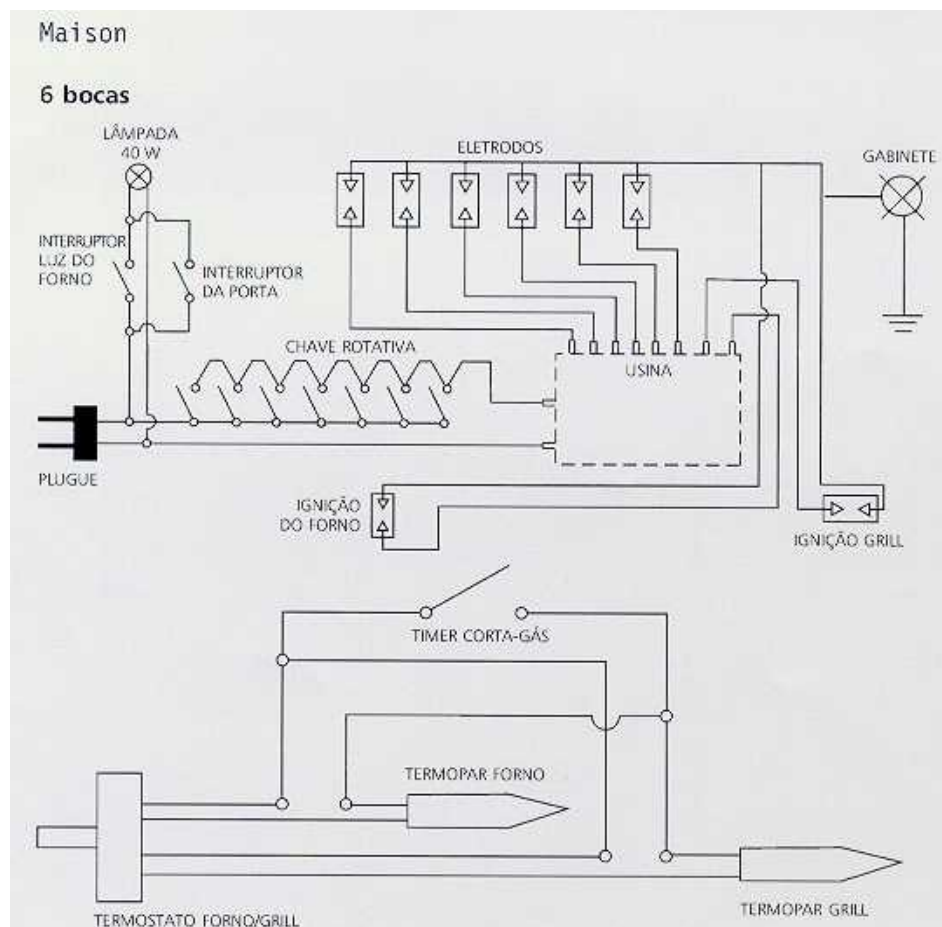 Maison
6 bocas
LÂMPADA
40 W
ELETRODOS
GABINETE
INTERRUPTOR
LUZ DO
FORNO
INTERRUPTOR
DA PORTA
CHAVE ROTATIVA
USINA
PLUGUE
IGNIÇÃO
DO FORNO
IGNIÇÃO GRILL
TIMER CORTA-GÁS
TERMOPAR FORNO
TERMOSTATO FORNO/GRILL
TERMOPAR GRILL